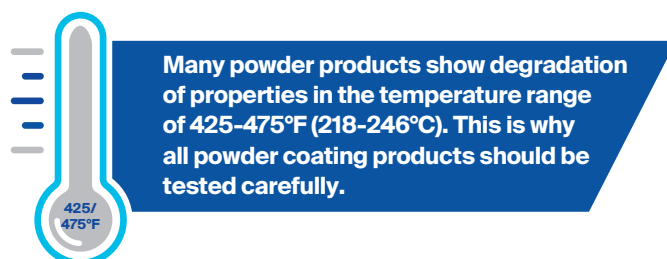 Many powder products show degradation
of properties in the temperature range
of 425-475°F (218-246°C). This is why
all powder coating products should be
tested carefully.
425/
475°F